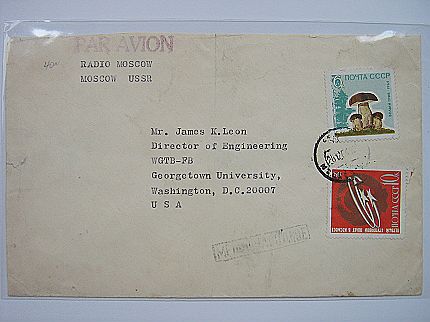 PAR AVION
RADIO MOSCOW
MOSCOW USSR
ПОЧТА СССР
Mr. James K.Leon
Director of Engineering
WGTB-FB
Georgetown University,
Washington, D.C.20007
U S A
ПОЧТА СССР 10К